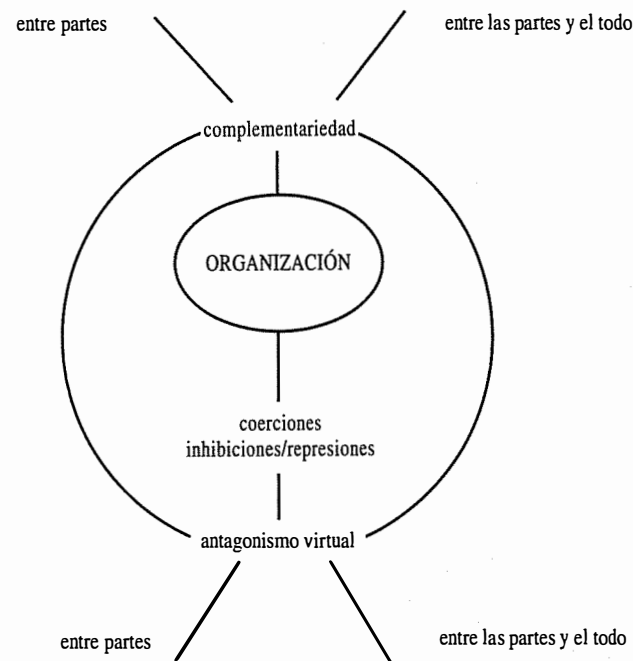 entre partes
entre las partes y el todo
complementariedad
ORGANIZACIÓN
coerciones
inhibiciones/represiones
antagonismo virtual
entre partes
entre las partes y el todo